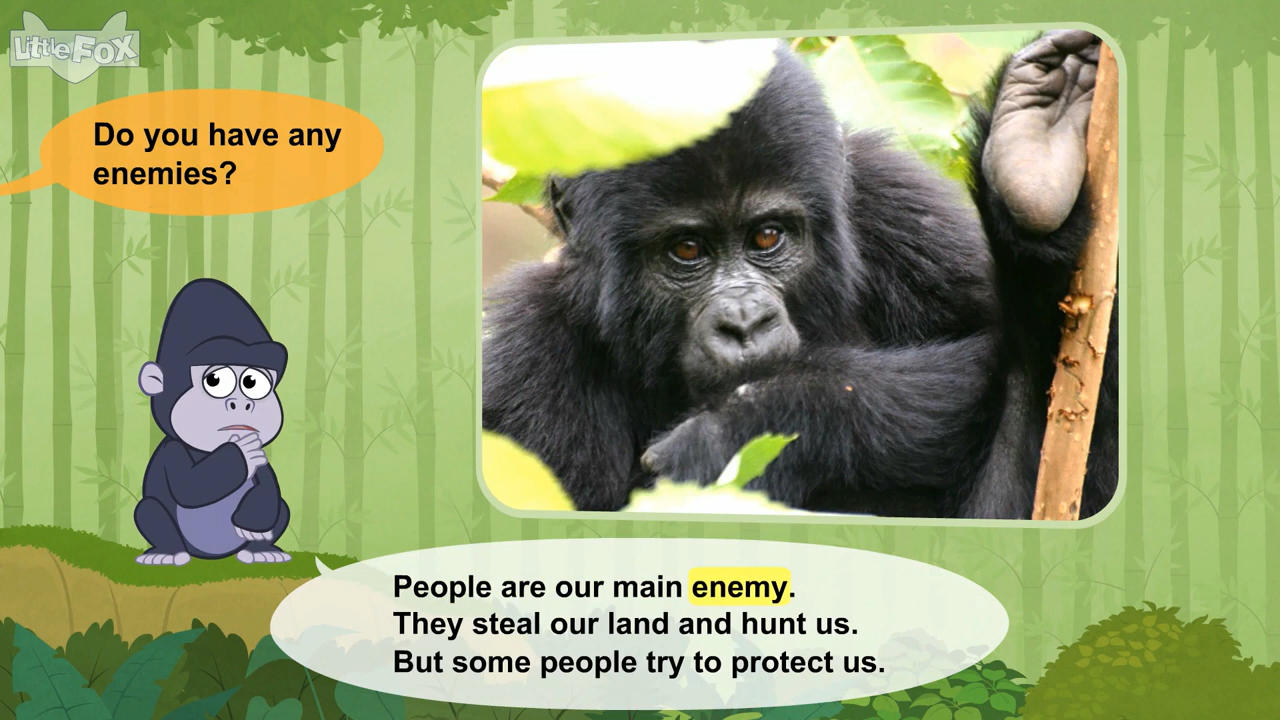 Little Fox
Do you have any
enemies?
People are our main enemy.
They steal our land and hunt us.
But some people try to protect us.